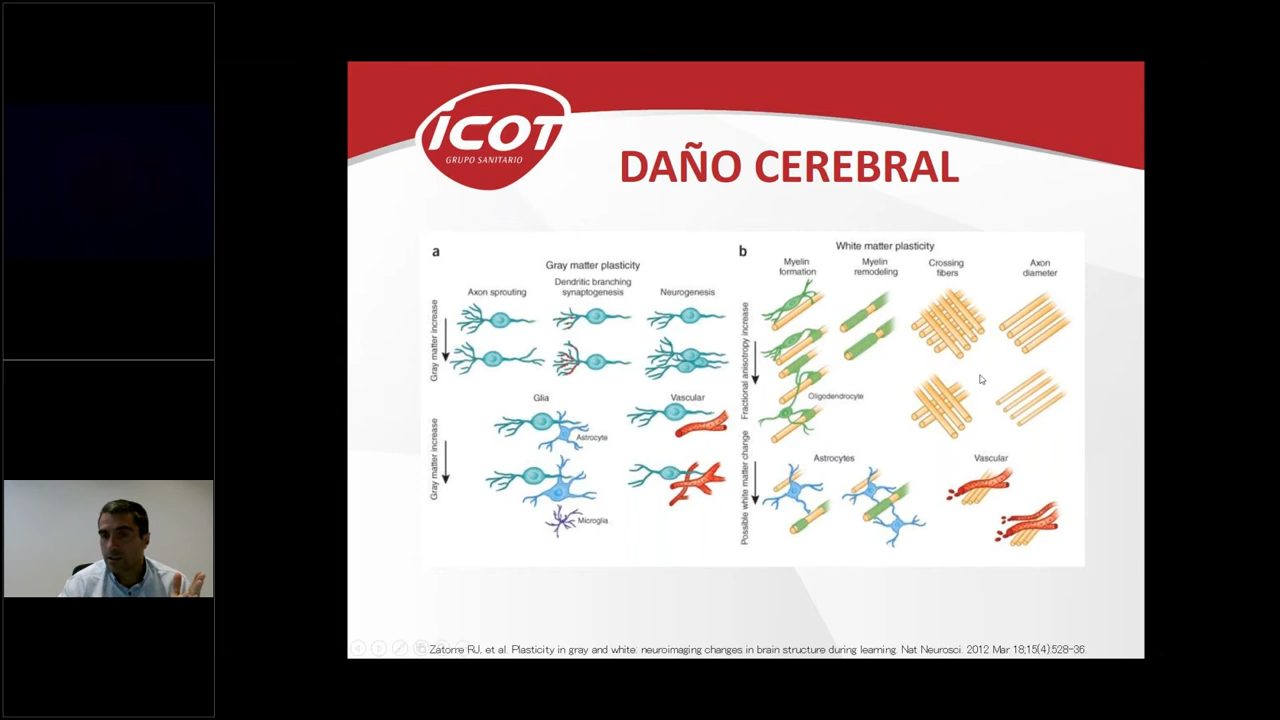 iCOT
GRUPO SANITARIO
DAÑO CEREBRAL
a
Gray matter plasticity
Axon sprouting
Dendritic branching
synaptogenesis
Neurogenesis
Gray matter increase
Glia
Vascular
Astrocyte
Gray matter increase
Microglia
b
White matter plasticity
Myelin
formation
Myelin
remodeling
Crossing
fibers
Axon
diameter
Fractional anisotropy increase
Oligodendrocyte
Astrocytes
Vascular
Possible white matter change
Zatorre RJ, et al. Plasticity in gray and white: neuroimaging changes in brain structure during learning. Nat Neurosci. 2012 Mar 18;15(4):528-36.